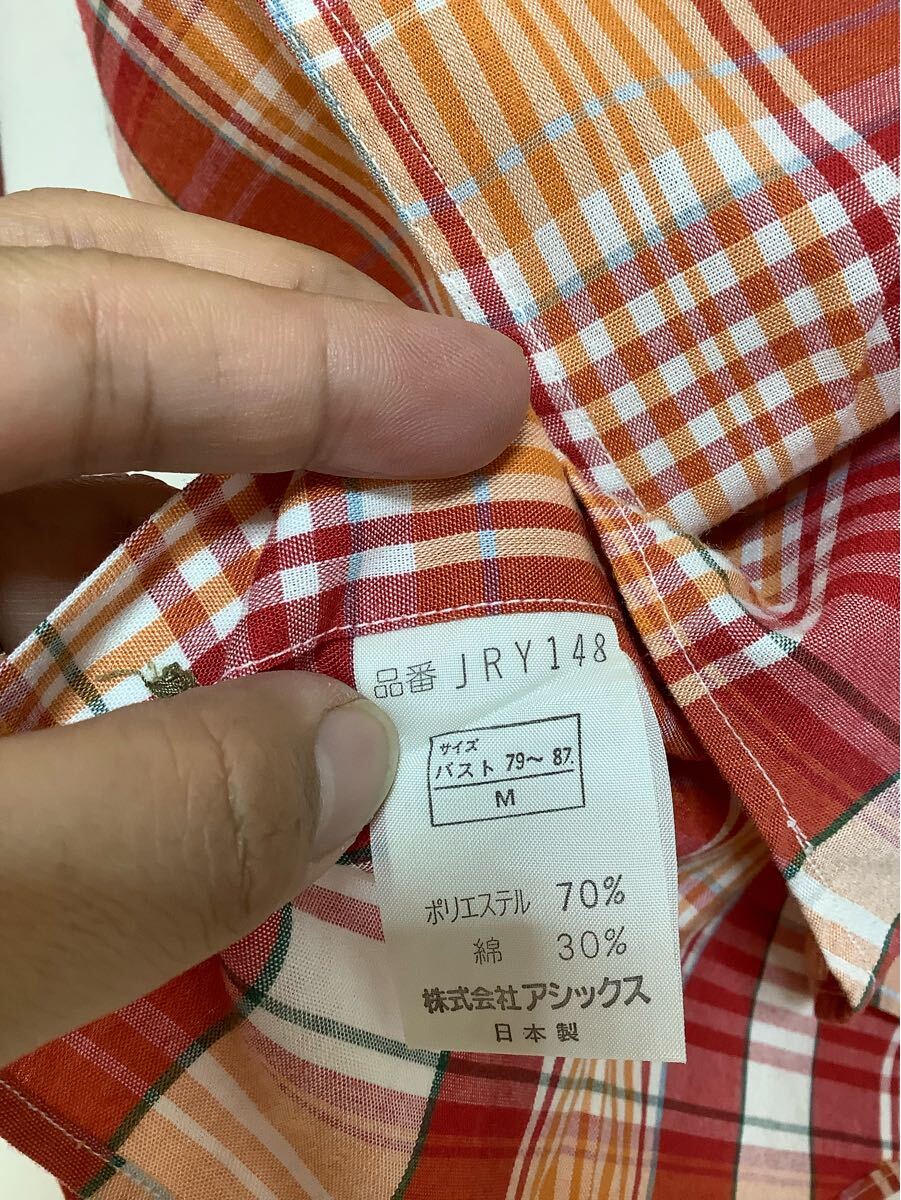 品番 JRY148
サイズ
バスト 79〜87.
M
ポリエステル 70%
綿 30%
株式会社アシックス
日本製